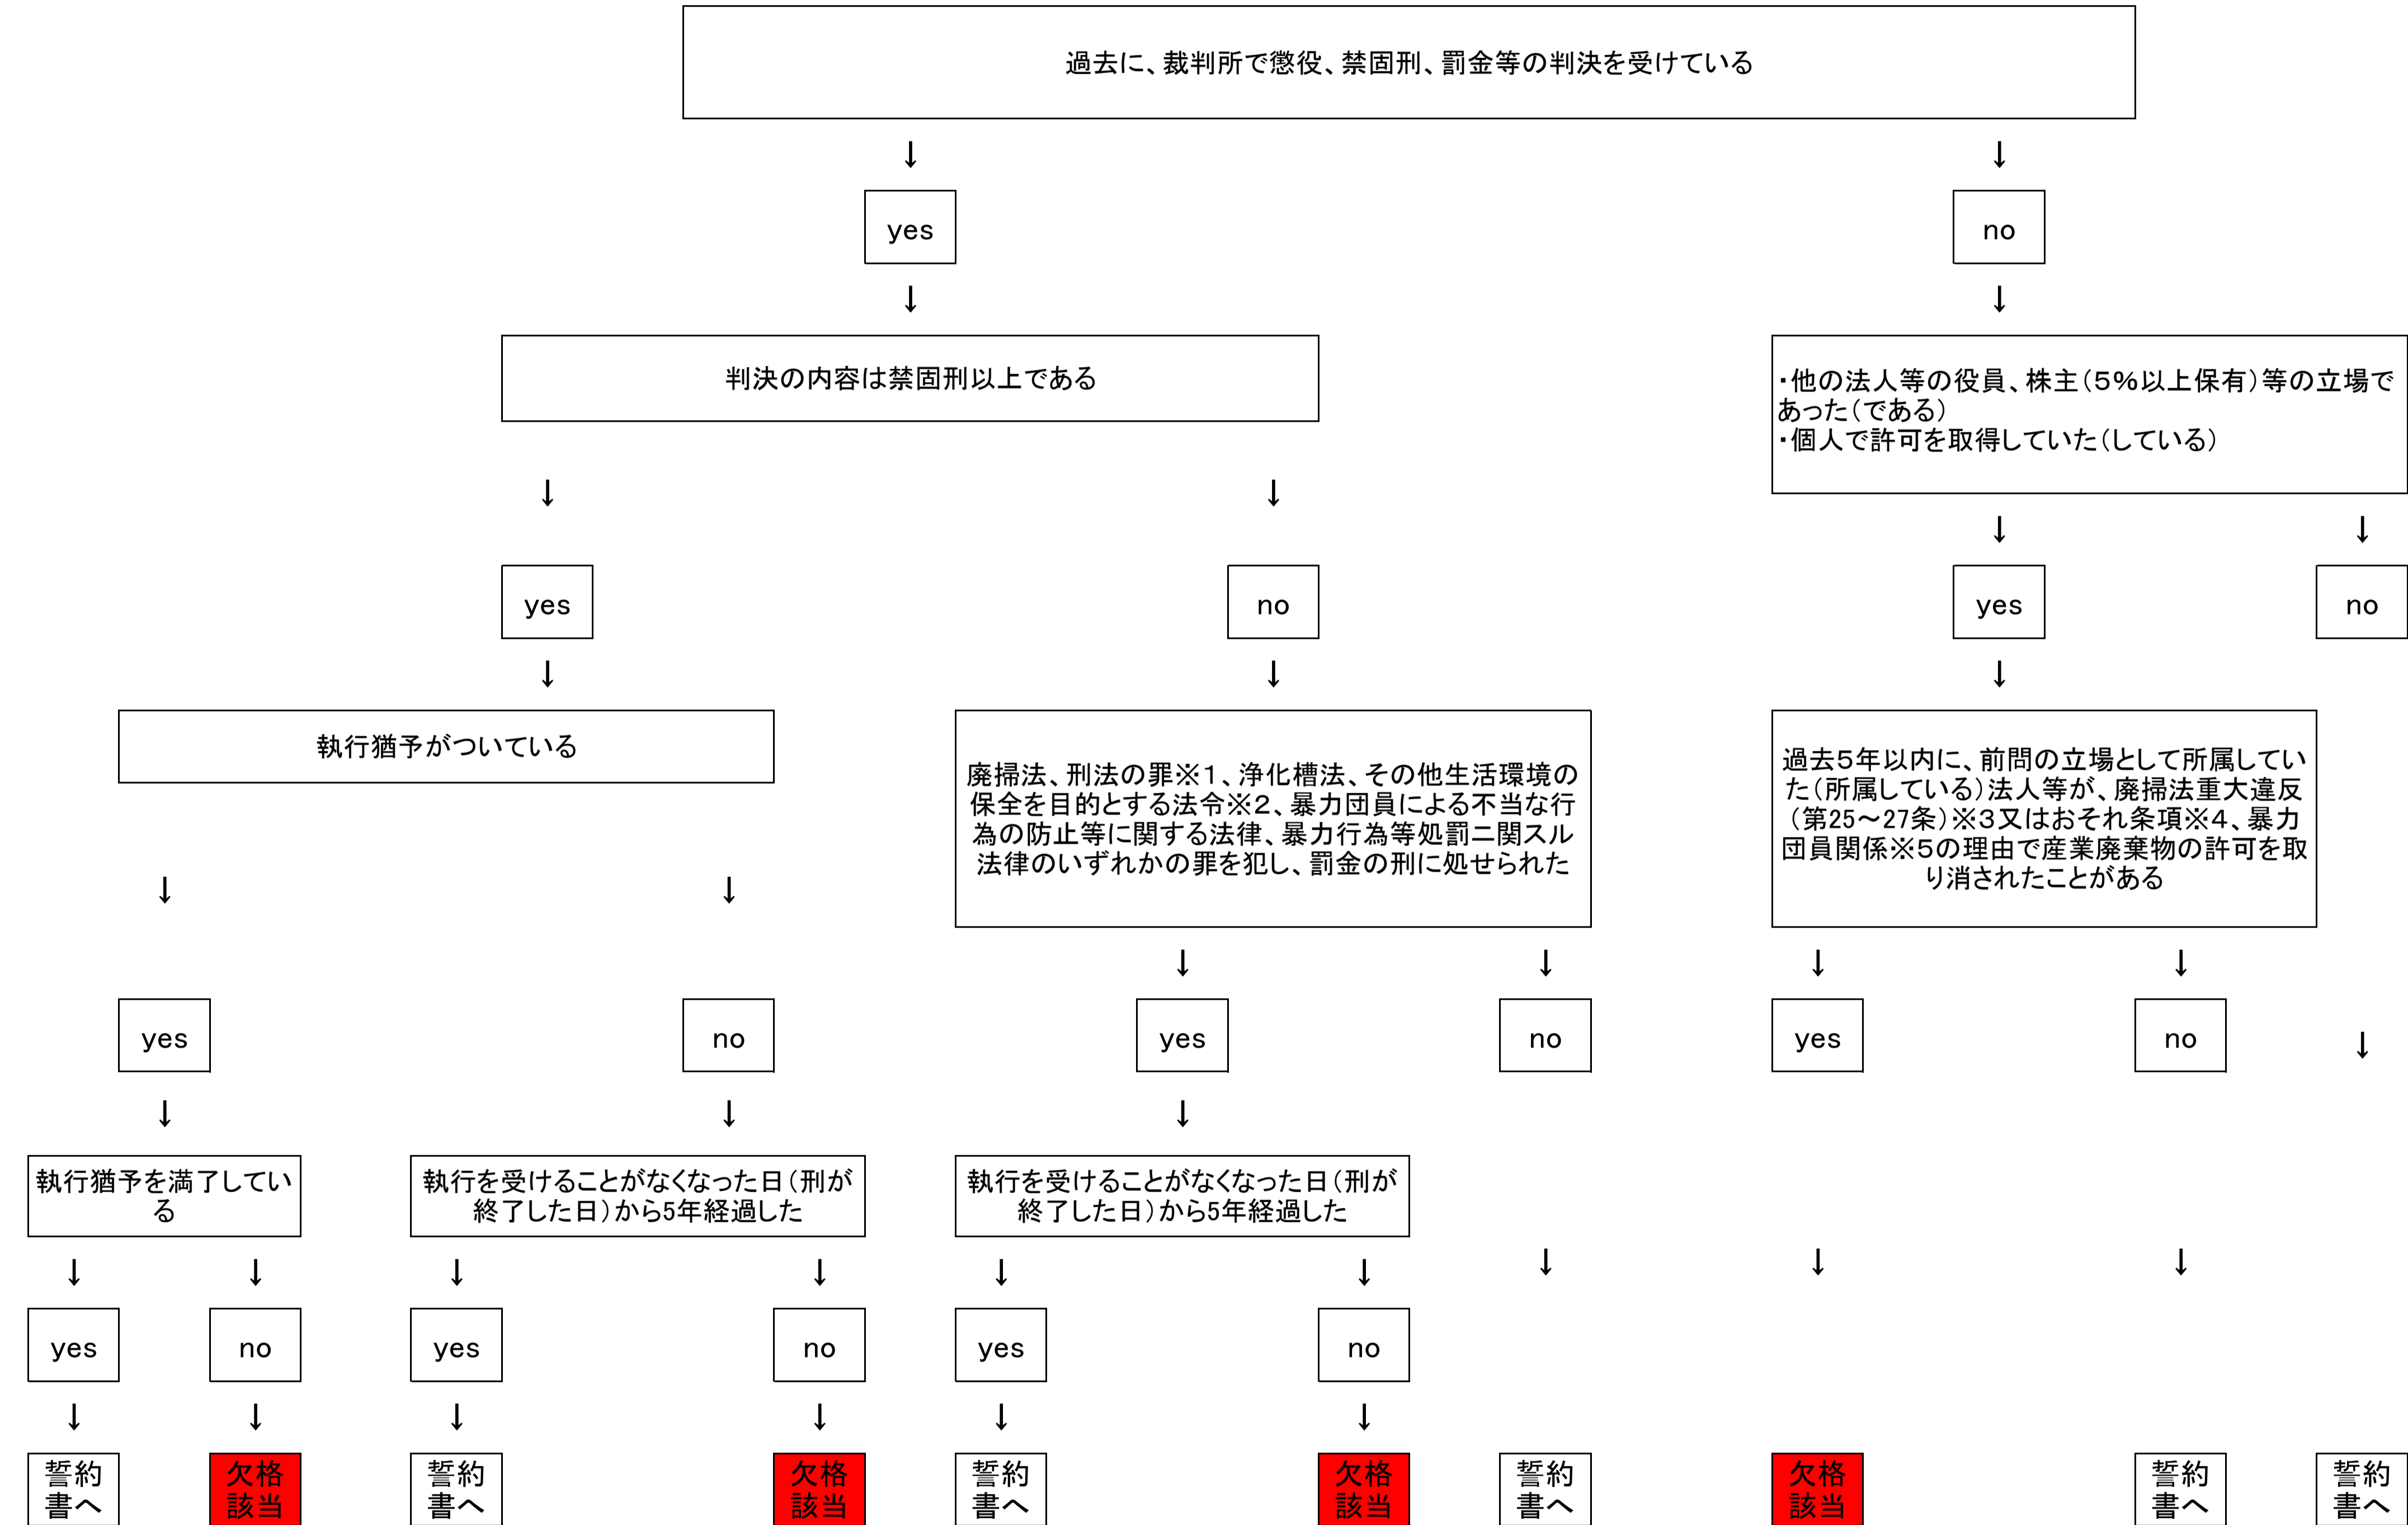 過去に、裁判所で懲役、禁固刑、罰金等の判決を受けている
↓ ↓
yes no
↓ ↓
判決の内容は禁固刑以上である
・他の法人等の役員、株主(5%以上保有)等の立場で
あった(である)
・個人で許可を取得していた(している)
↓ ↓
↓ ↓
yes no yes no
↓ ↓ ↓
執行猶予がついている
廃掃法、刑法の罪※1、浄化槽法、その他生活環境の
保全を目的とする法令※2、暴力団員による不当な行
為の防止等に関する法律、暴力行為等処罰ニ関スル
法律のいずれかの罪を犯し、罰金の刑に処せられた
過去5年以内に、前問の立場として所属してい
た(所属している)法人等が、廃掃法重大違反
(第25~27条)※3又はおそれ条項※4、暴力
団員関係※5の理由で産業廃棄物の許可を取
り消されたことがある
↓ ↓
↓ ↓ ↓ ↓
yes no yes no yes no ↓
↓ ↓ ↓
執行猶予を満了してい
る
執行を受けることがなくなった日(刑が
終了した日)から5年経過した
執行を受けることがなくなった日(刑が
終了した日)から5年経過した
↓ ↓ ↓ ↓ ↓ ↓ ↓ ↓ ↓
yes no yes no yes no
↓ ↓ ↓ ↓ ↓ ↓
誓約
書へ
欠格
該当
誓約
書へ
欠格
該当
誓約
書へ
欠格
該当
誓約
書へ
欠格
該当
誓約
書へ
誓約
書へ